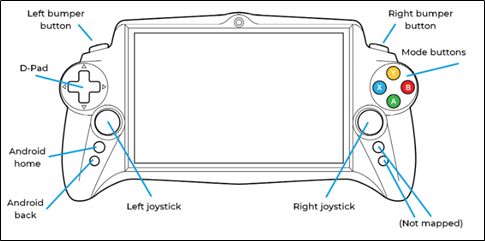 Left bumper
button
Right bumper
button
D-Pad
Mode buttons
Y
X
B
A
Android
home
Android
back
Left joystick
Right joystick
(Not mapped)